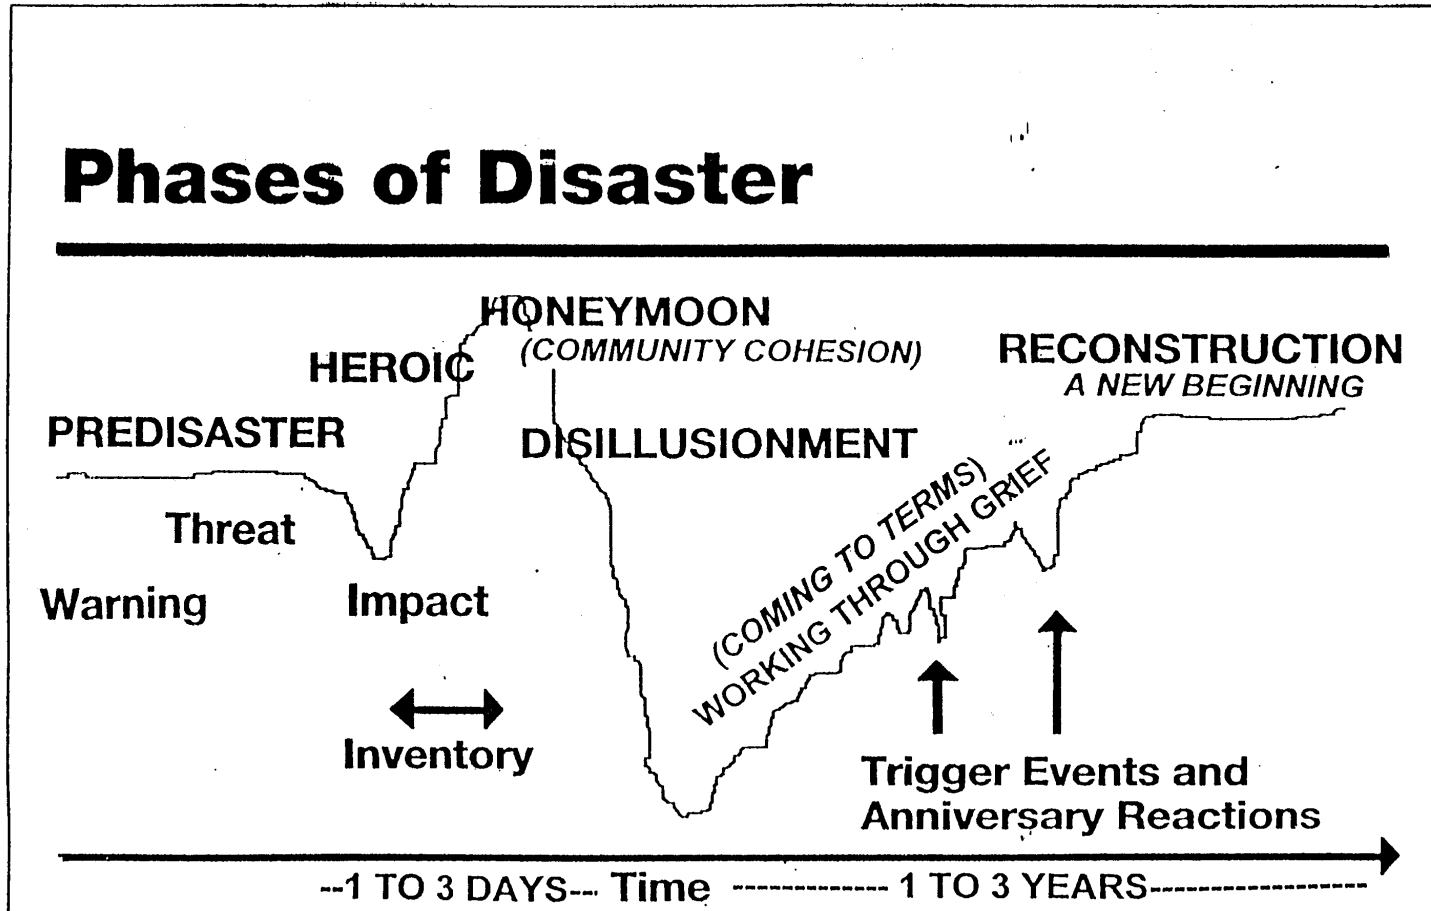 Phases of Disaster
HONEYMOON
(COMMUNITY COHESION)
HEROIC
RECONSTRUCTION
A NEW BEGINNING
PREDISASTER
DISILLUSIONMENT
(COMING TO TERMS)
WORKING THROUGH GRIEF
Threat
Warning
Impact
Inventory
Trigger Events and
Anniversary Reactions
--1 TO 3 DAYS--- Time ------------- 1 TO 3 YEARS------------------